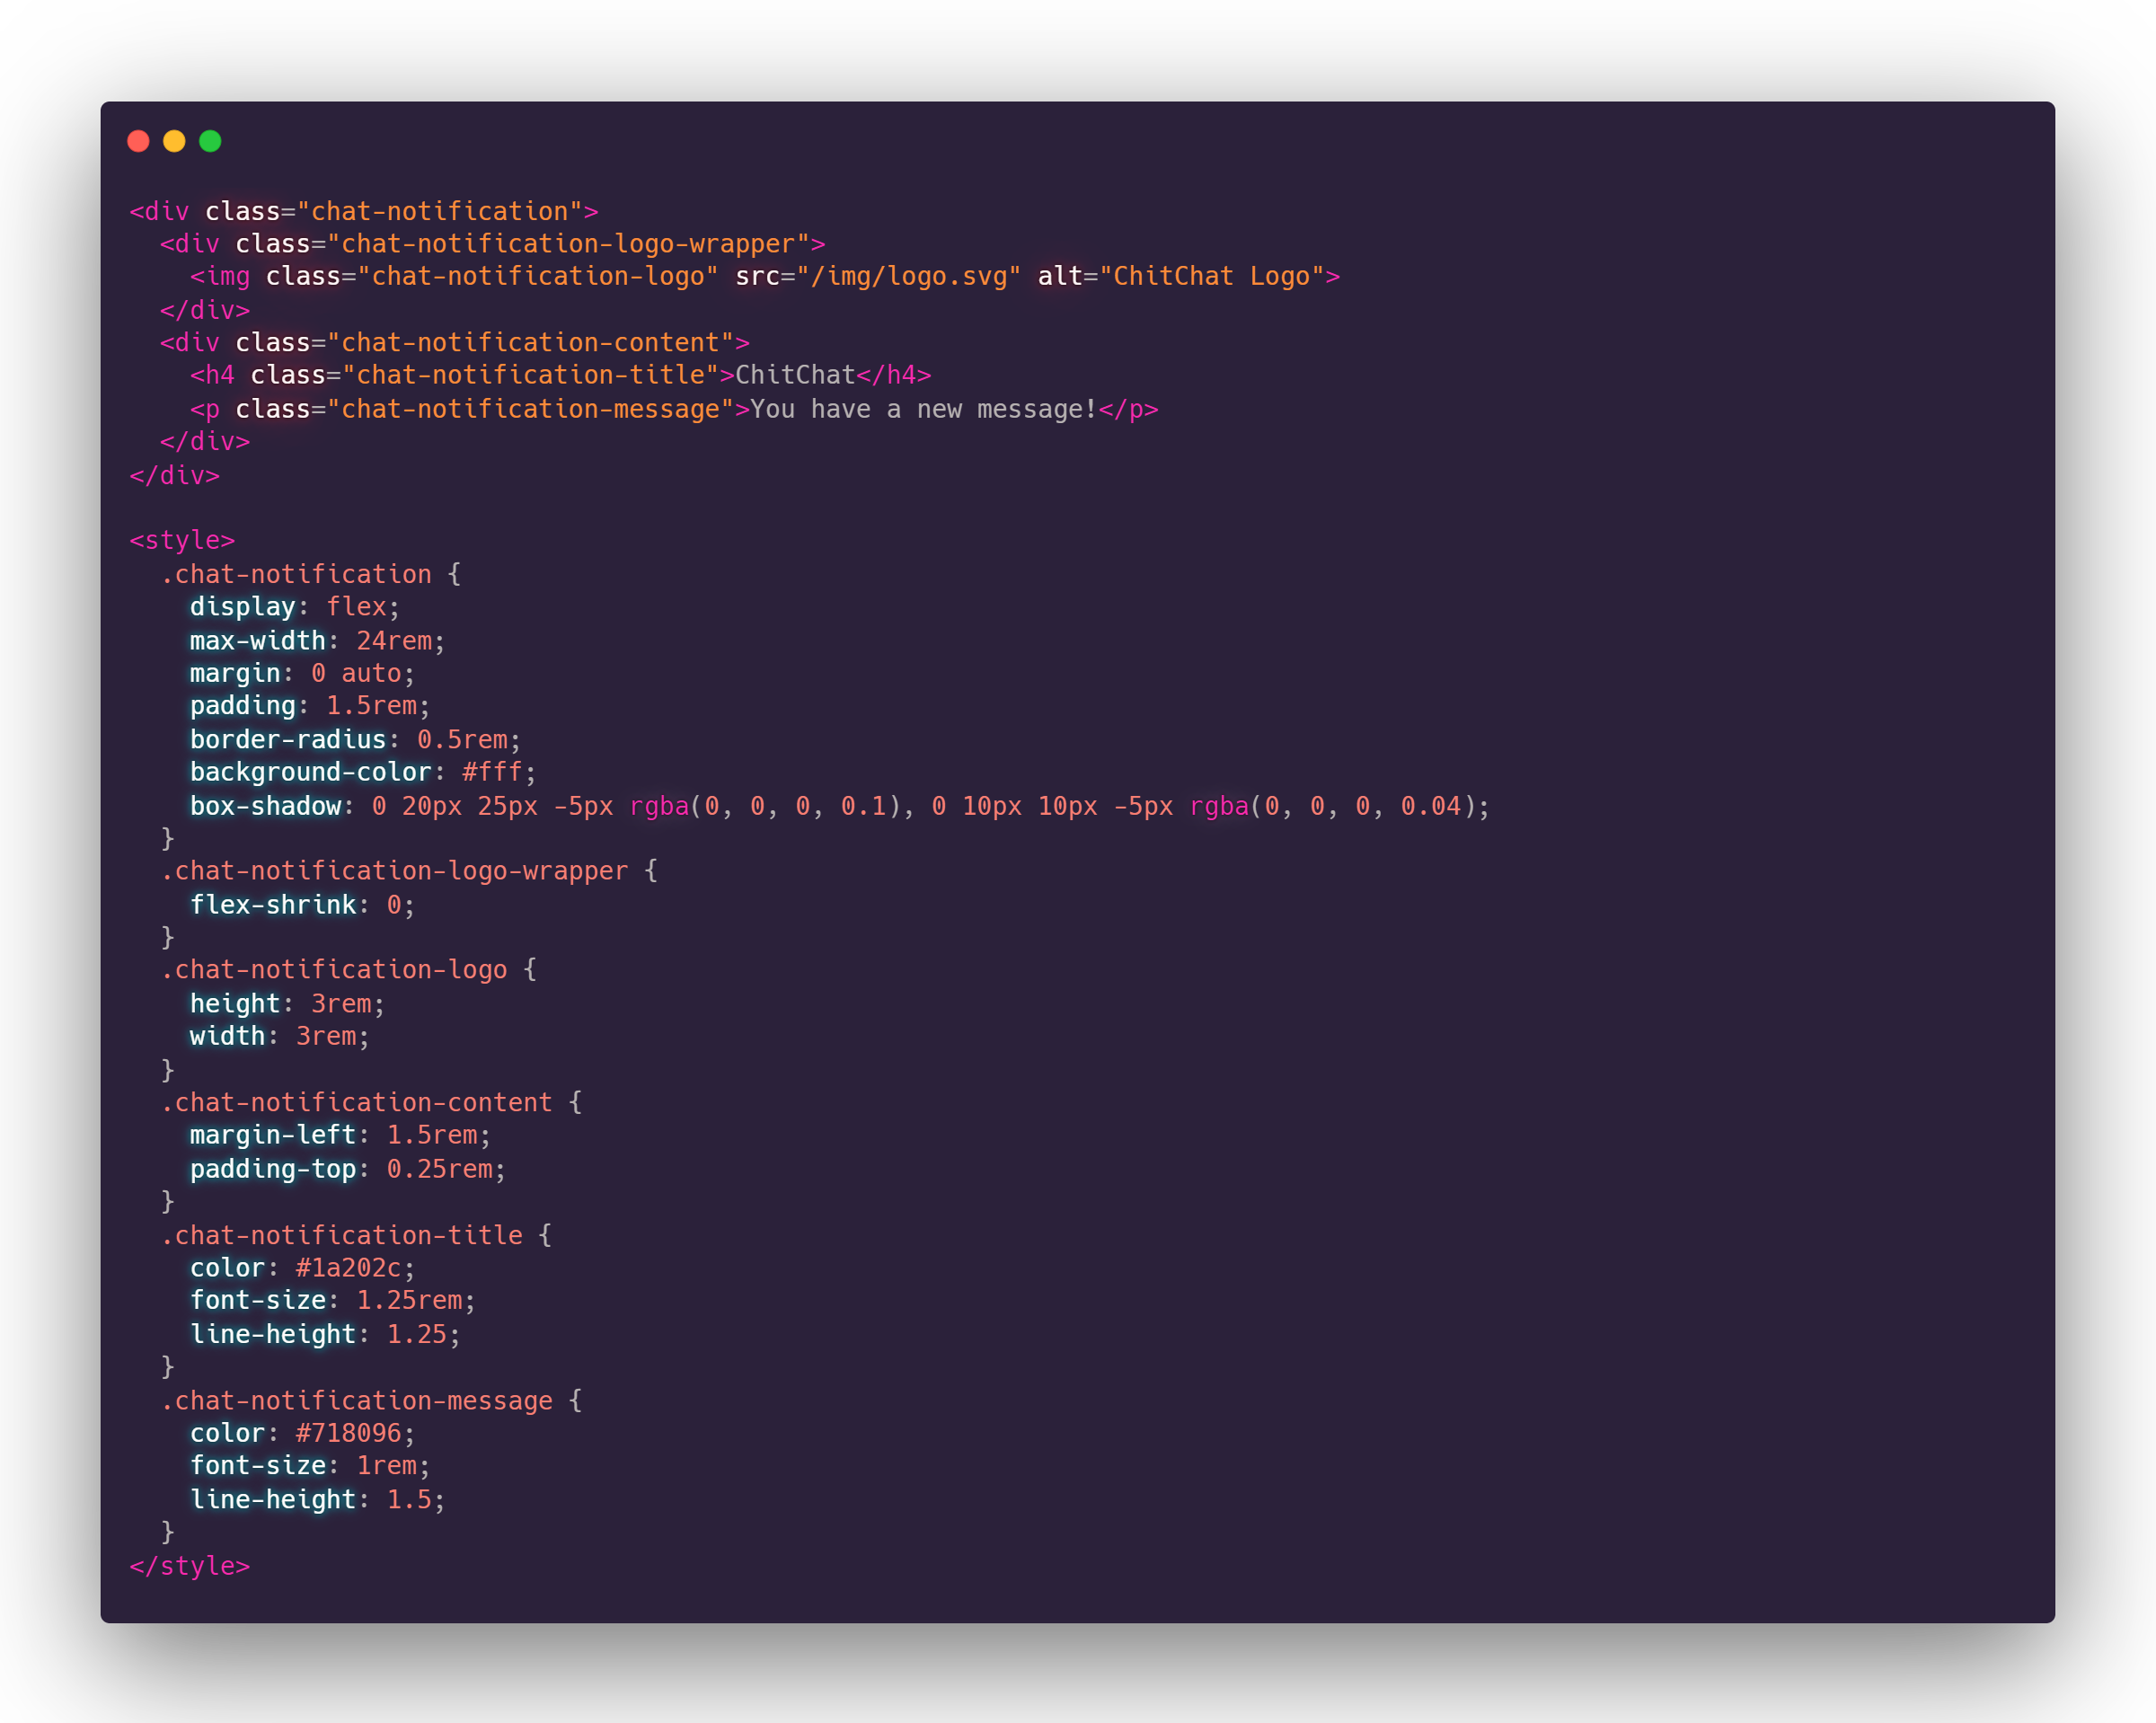 <div class="chat-notification">
  <div class="chat-notification-logo-wrapper">
    <img class="chat-notification-logo" src="/img/logo.svg" alt="ChitChat Logo">
  </div>
  <div class="chat-notification-content">
    <h4 class="chat-notification-title">ChitChat</h4>
    <p class="chat-notification-message">You have a new message!</p>
  </div>
</div>

<style>
  .chat-notification {
    display: flex;
    max-width: 24rem;
    margin: 0 auto;
    padding: 1.5rem;
    border-radius: 0.5rem;
    background-color: #fff;
    box-shadow: 0 20px 25px -5px rgba(0, 0, 0, 0.1), 0 10px 10px -5px rgba(0, 0, 0, 0.04);
  }
  .chat-notification-logo-wrapper {
    flex-shrink: 0;
  }
  .chat-notification-logo {
    height: 3rem;
    width: 3rem;
  }
  .chat-notification-content {
    margin-left: 1.5rem;
    padding-top: 0.25rem;
  }
  .chat-notification-title {
    color: #1a202c;
    font-size: 1.25rem;
    line-height: 1.25;
  }
  .chat-notification-message {
    color: #718096;
    font-size: 1rem;
    line-height: 1.5;
  }
</style>